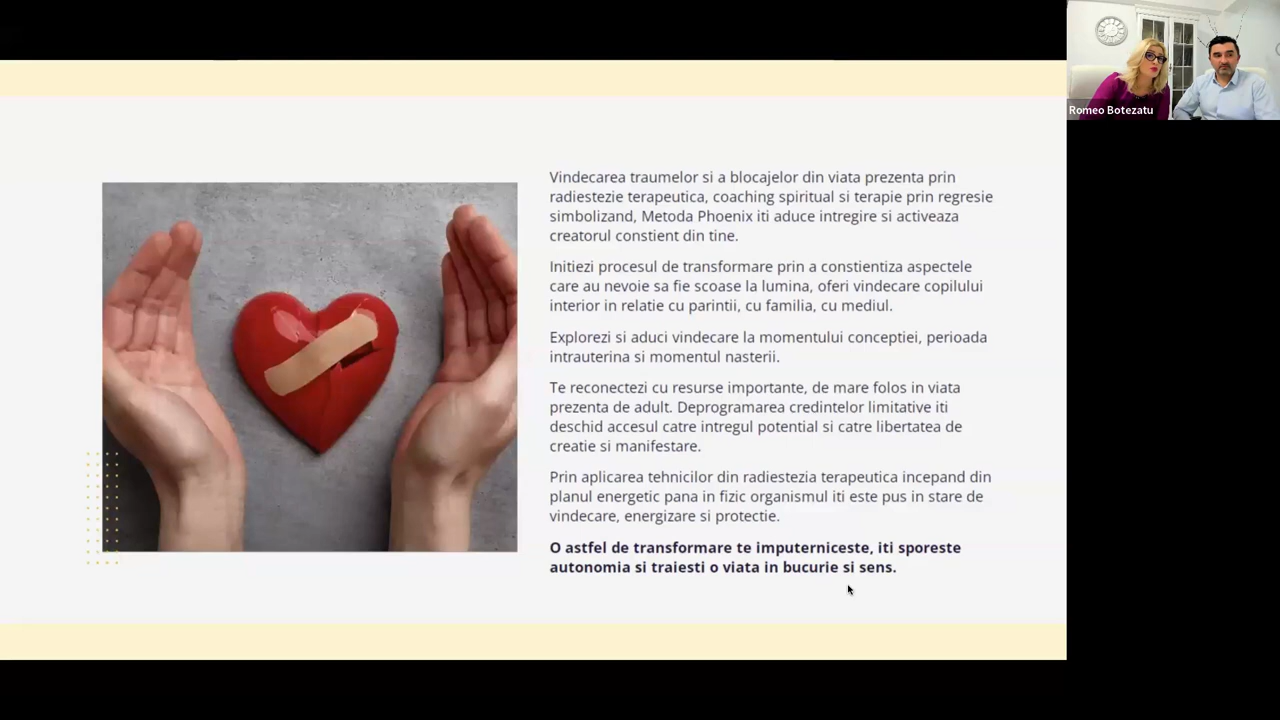 Romeo Botezatu
Vindecarea traumelor si a blocajelor din viata prezenta prin
radiestezie terapeutica, coaching spiritual si terapie prin regresie
simbolizand, Metoda Phoenix iti aduce intregire si activeaza
creatorul constient din tine.
Initiezi procesul de transformare prin a constientiza aspectele
care au nevoie sa fie scoase la lumina, oferi vindecare copilului
interior in relatie cu parintii, cu familia, cu mediul.
Explorezi si aduci vindecare la momentului conceptiei, perioada
intrauterina si momentul nasterii.
Te reconectezi cu resurse importante, de mare folos in viata
prezenta de adult. Deprogramarea credintelor limitative iti
deschid accesul catre intregul potential si catre libertatea de
creatie si manifestare.
Prin aplicarea tehnicilor din radiestezia terapeutica incepand din
planul energetic pana in fizic organismul iti este pus in stare de
vindecare, energizare si protectie.
O astfel de transformare te imputerniceste, iti sporeste
autonomia si traiesti o viata in bucurie si sens.